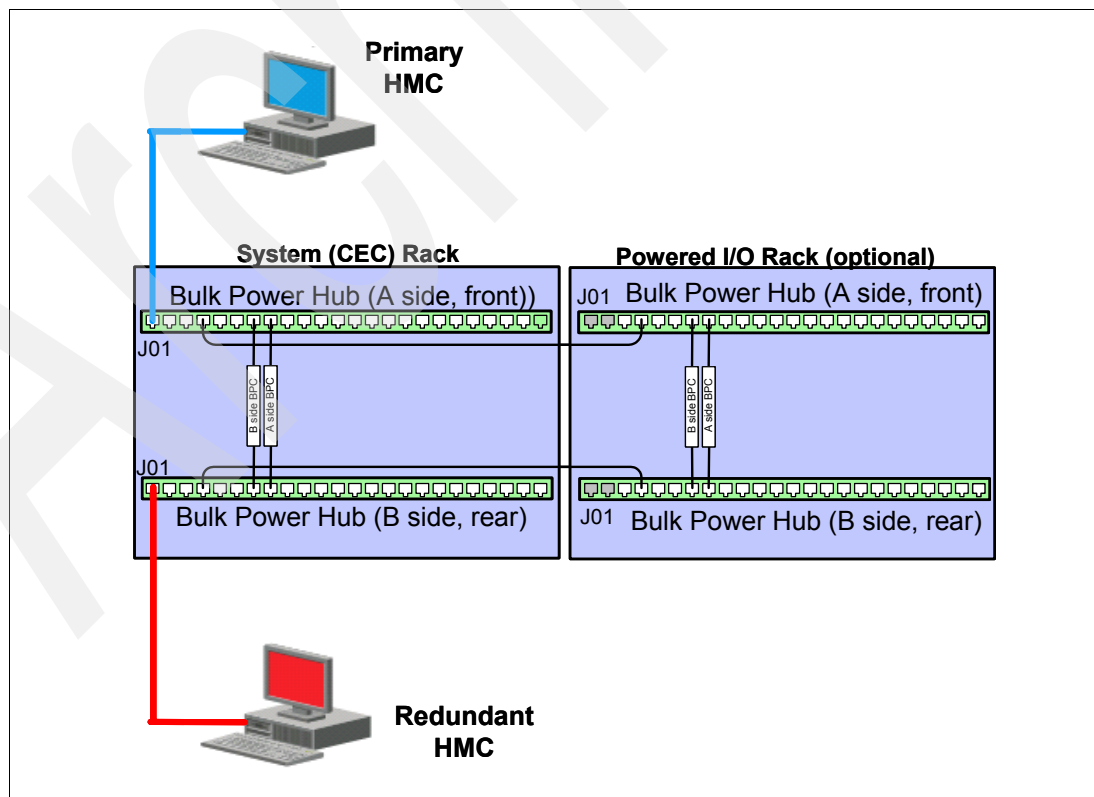 Primary
HMC
System (CEC) Rack
Bulk Power Hub (A side, front))
J01
B side BPC
A side BPC
J01
Bulk Power Hub (B side, rear)
Powered I/O Rack (optional)
J01
Bulk Power Hub (A side, front)
B side BPC
A side BPC
J01
Bulk Power Hub (B side, rear)
Redundant
HMC